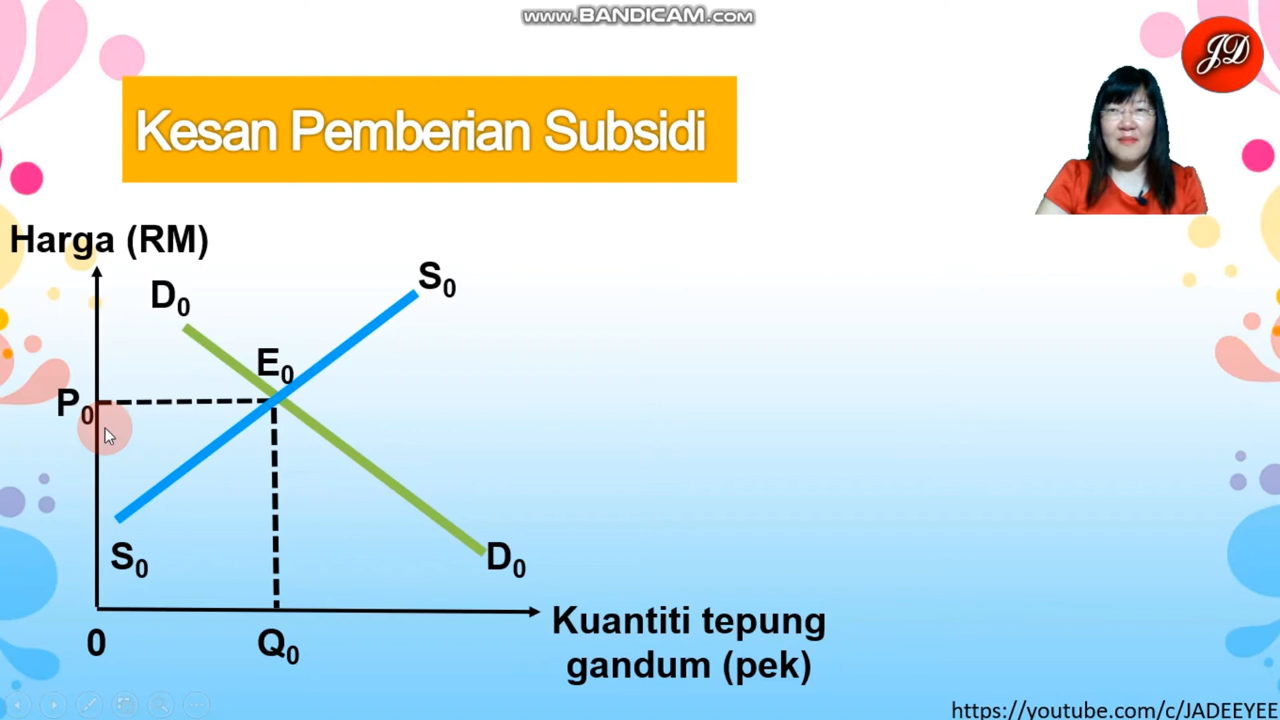 www.BANDICAM.com
JD
Kesan Pemberian Subsidi
Harga (RM)
D0
S0
E0
P0
S0
D0
0
Q0
Kuantiti tepung
gandum (pek)
https://youtube.com/c/JADEEYEE